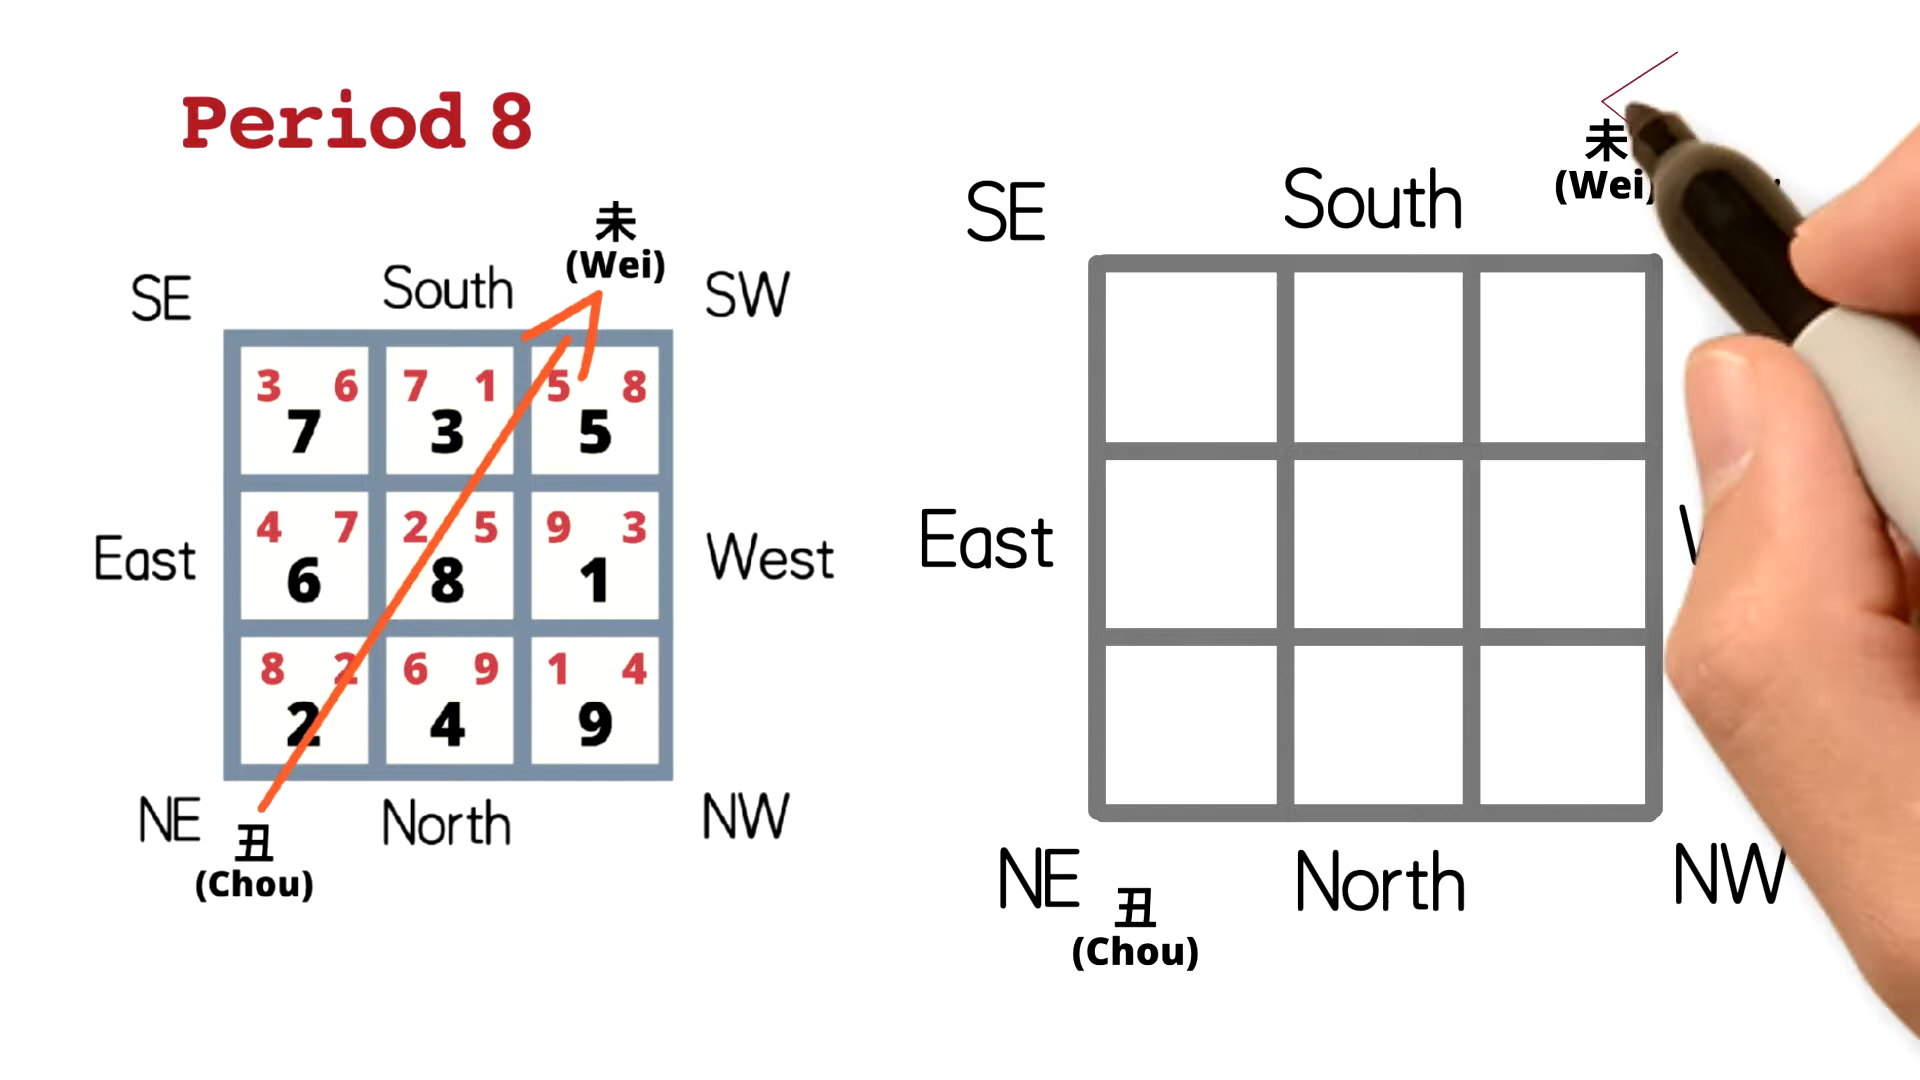 Period 8
未
(Wei)
SE South SW
3 6 7 1 5 8
7 3 5
East West
4 7 2 5 9 3
6 8 1
8 2 6 9 1 4
2 4 9
NE North NW
丑
(Chou)
未
(Wei)
SE South
East
NE North NW
丑
(Chou)